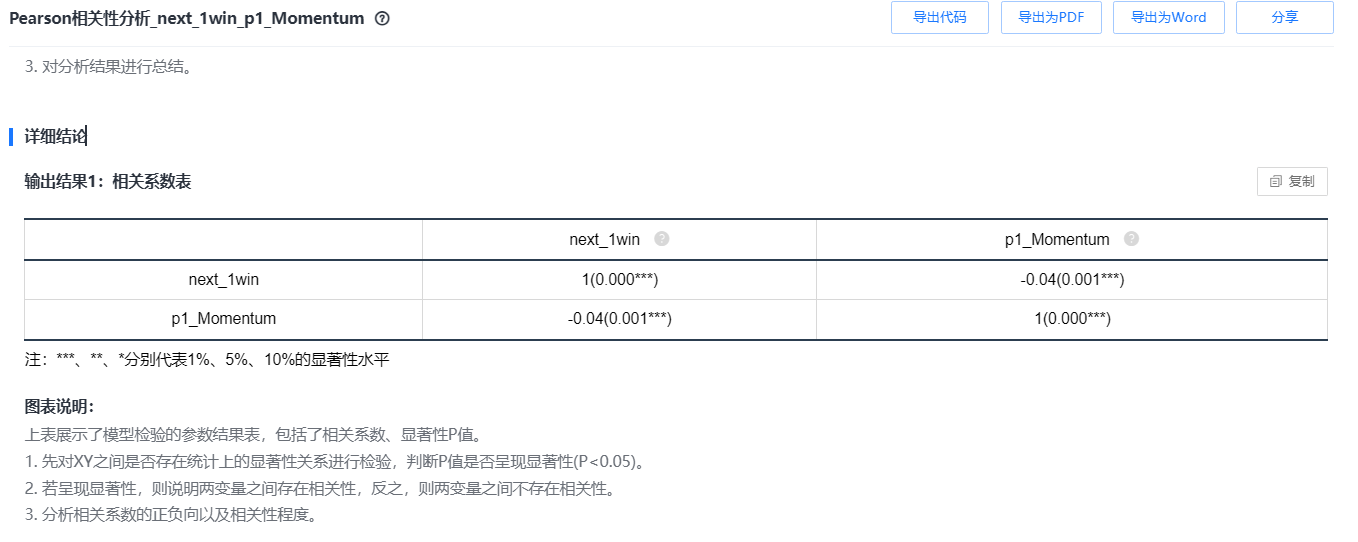 Pearson相关性分析_next_1win_p1_Momentum ?
导出代码 导出为PDF 导出为Word 分享
3. 对分析结果进行总结。
详细结论
输出结果1：相关系数表
复制
next_1win ? p1_Momentum ?
next_1win 1(0.000***) -0.04(0.001***)
p1_Momentum -0.04(0.001***) 1(0.000***)
注：***、**、*分别代表1%、5%、10%的显著性水平
图表说明：
上表展示了模型检验的参数结果表，包括了相关系数、显著性P值。
1. 先对XY之间是否存在统计上的显著性关系进行检验，判断P值是否呈现显著性(P<0.05)。
2. 若呈现显著性，则说明两变量之间存在相关性，反之，则两变量之间不存在相关性。
3. 分析相关系数的正负向以及相关性程度。